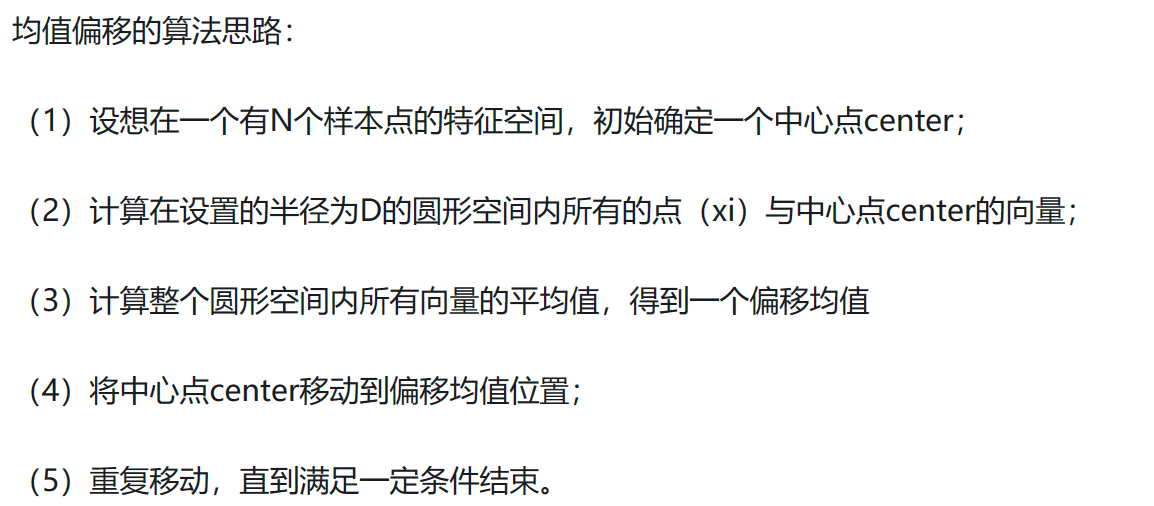 均值偏移的算法思路：
（1）设想在一个有N个样本点的特征空间，初始确定一个中心点center；
（2）计算在设置的半径为D的圆形空间内所有的点（xi）与中心点center的向量；
（3）计算整个圆形空间内所有向量的平均值，得到一个偏移均值
（4）将中心点center移动到偏移均值位置；
（5）重复移动，直到满足一定条件结束。